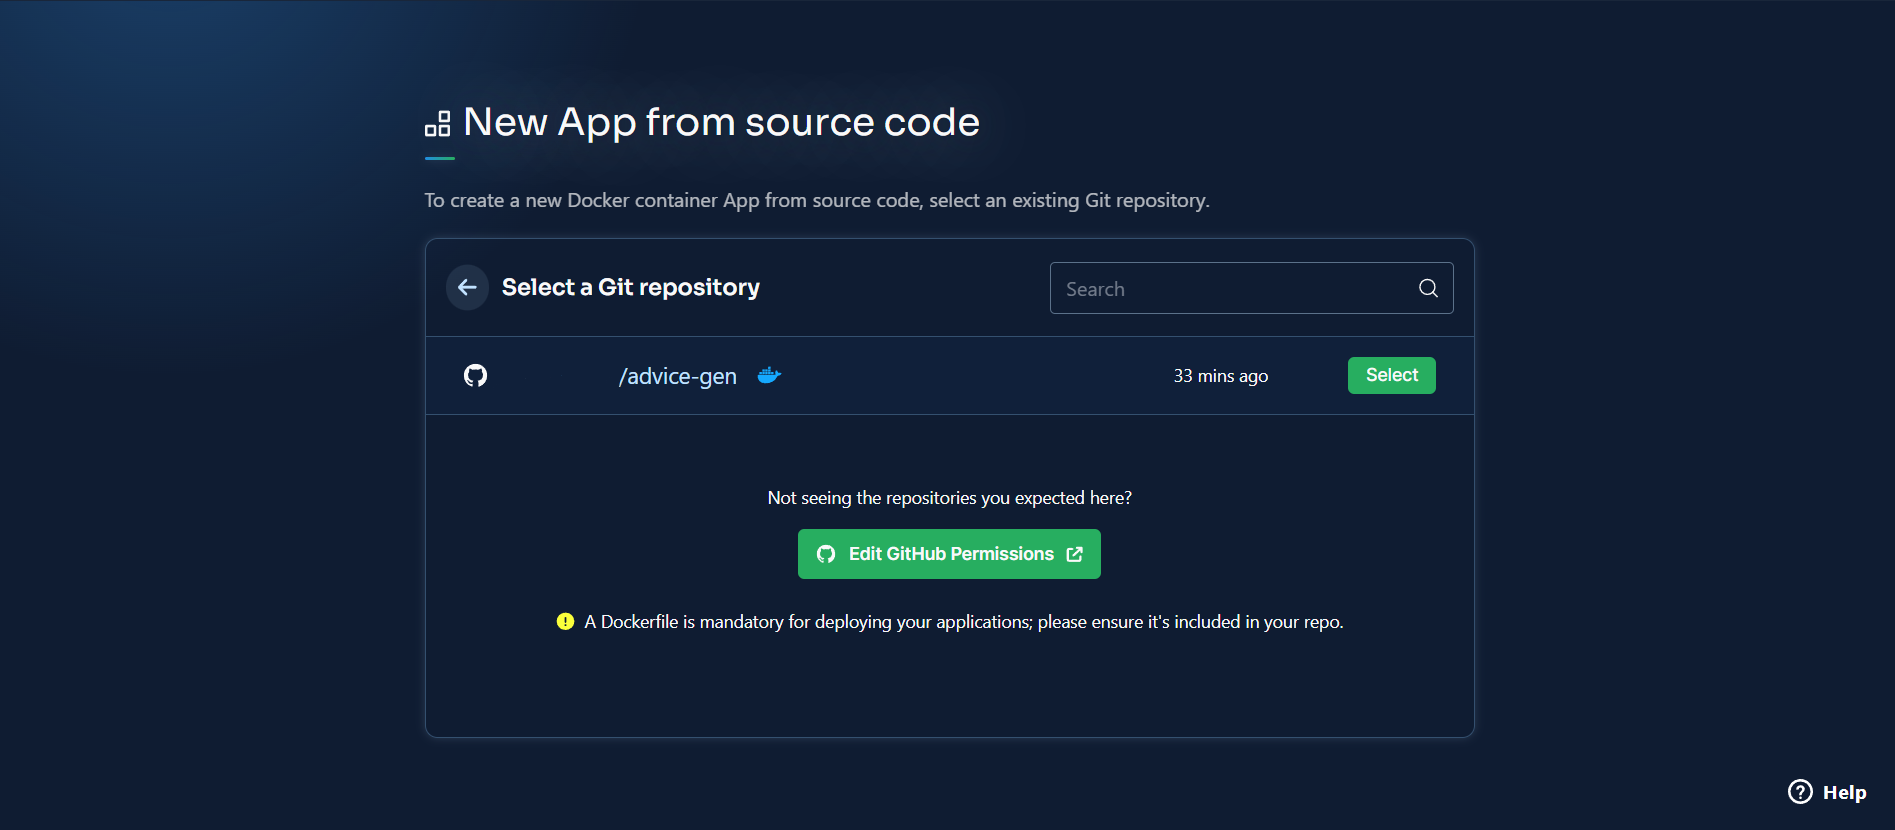 New App from source code
To create a new Docker container App from source code, select an existing Git repository.
Select a Git repository
Search
/advice-gen 33 mins ago Select
Not seeing the repositories you expected here?
Edit GitHub Permissions
A Dockerfile is mandatory for deploying your applications; please ensure it's included in your repo.
Help